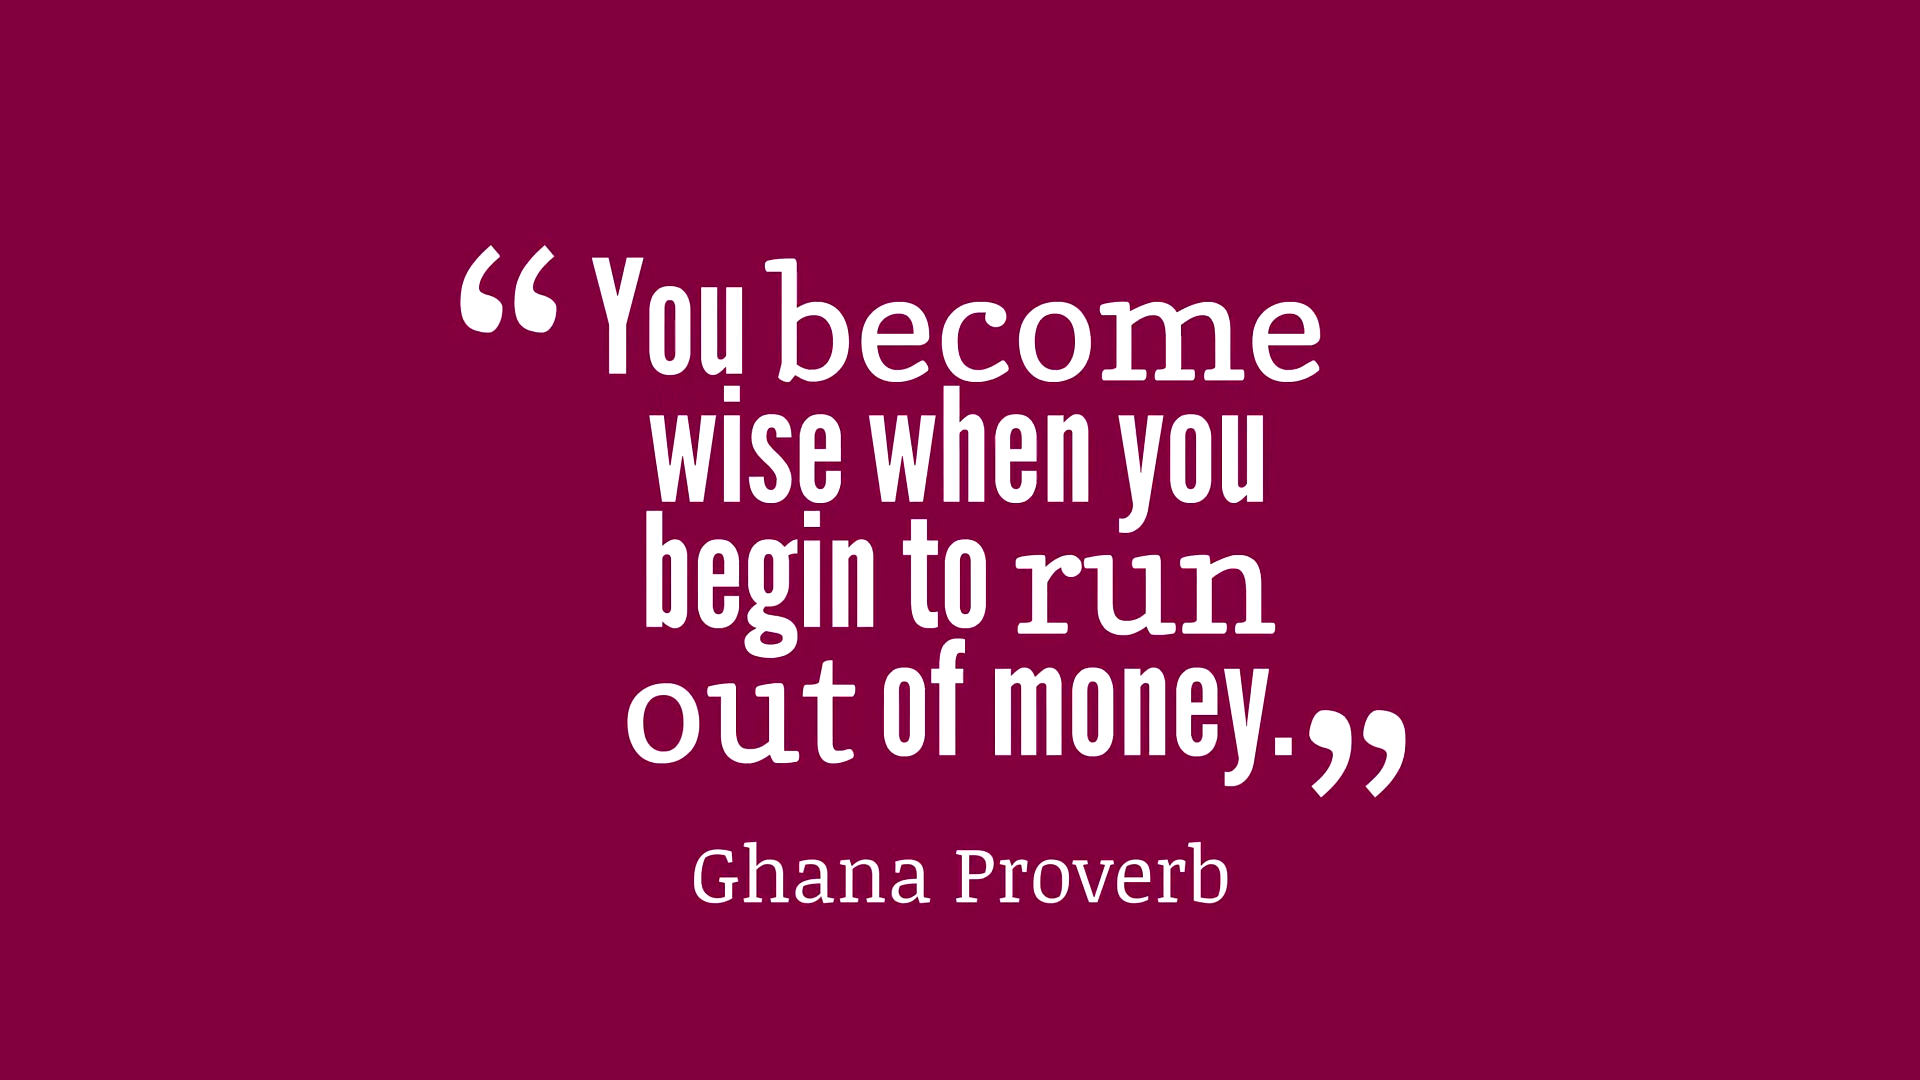 “You become
wise when you
begin to run
out of money.”
Ghana Proverb